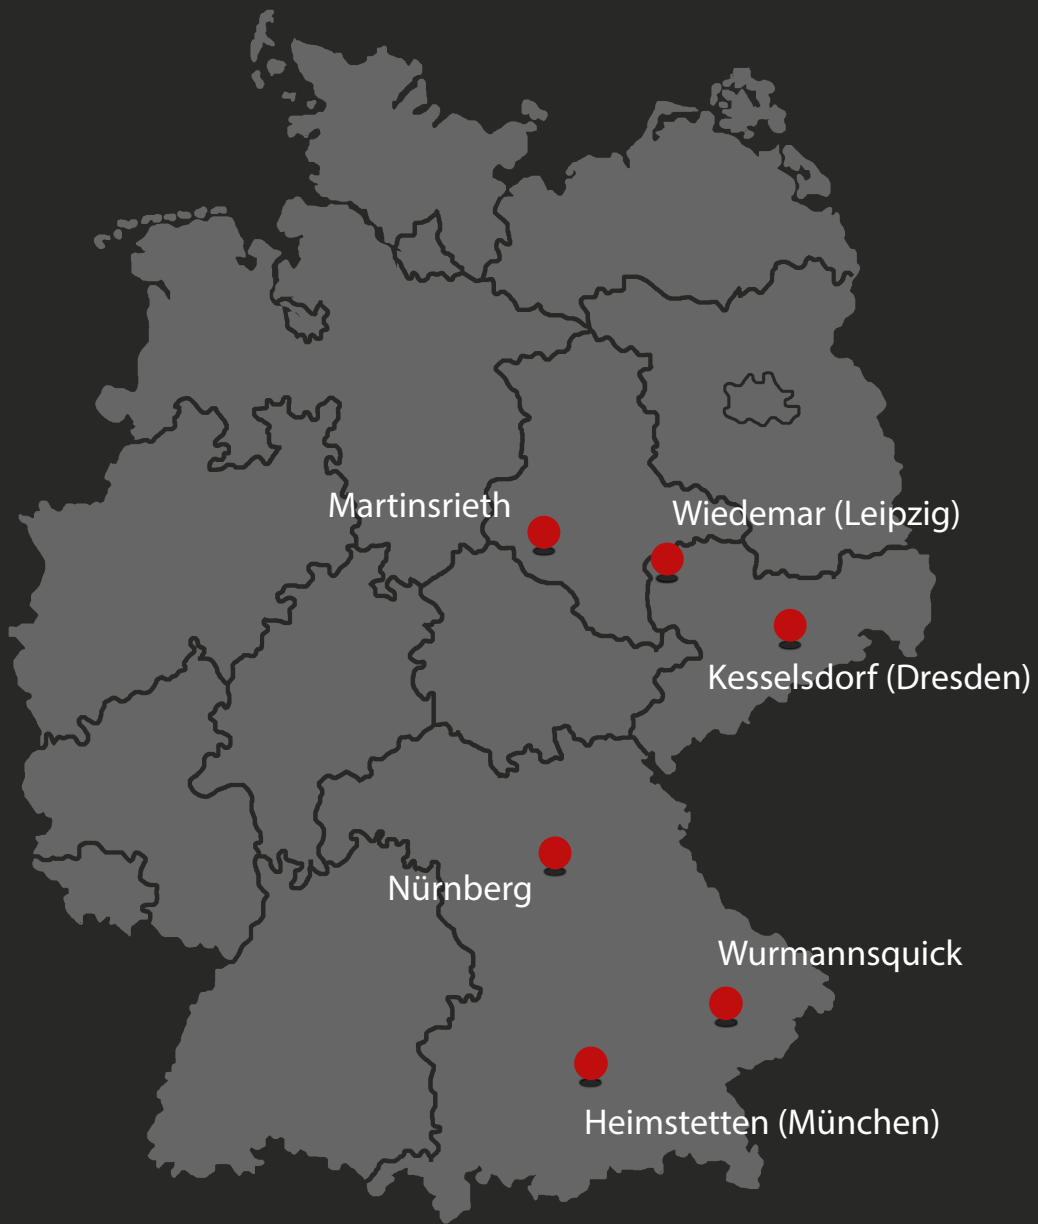 Martinsrieth
Wiedemar (Leipzig)
Kesselsdorf (Dresden)
Nürnberg
Wurmannsquick
Heimstetten (München)